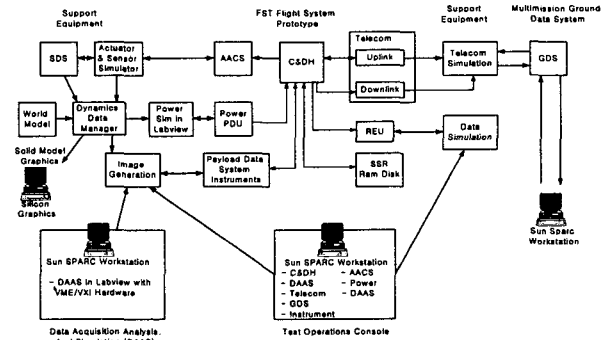 Support
Equipment
FST Flight System
Prototype
Support
Equipment
Multimission Ground
Data System
SDS
Actuator
& Sensor
Simulator
AACS
C&DH
Telecom
Uplink
Downlink
Telecom
Simulation
GDS
World
Model
Dynamics
Data
Manager
Power
Sim in
Labview
Power
PDU
REU
Data
Simulation
Solid Model
Graphics
Silicon
Graphics
Image
Generation
Payload Data
System
Instruments
SSR
Ram Disk
Sun Sparc
Workstation
Sun SPARC Workstation
- DAAS in Labview with
VME/VXI Hardware
Sun SPARC Workstation
- C&DH - AACS
- DAAS - Power
- Telecom - DAAS
- GDS
- Instrument
Data Acquisition Analysis,
Test Operations Console